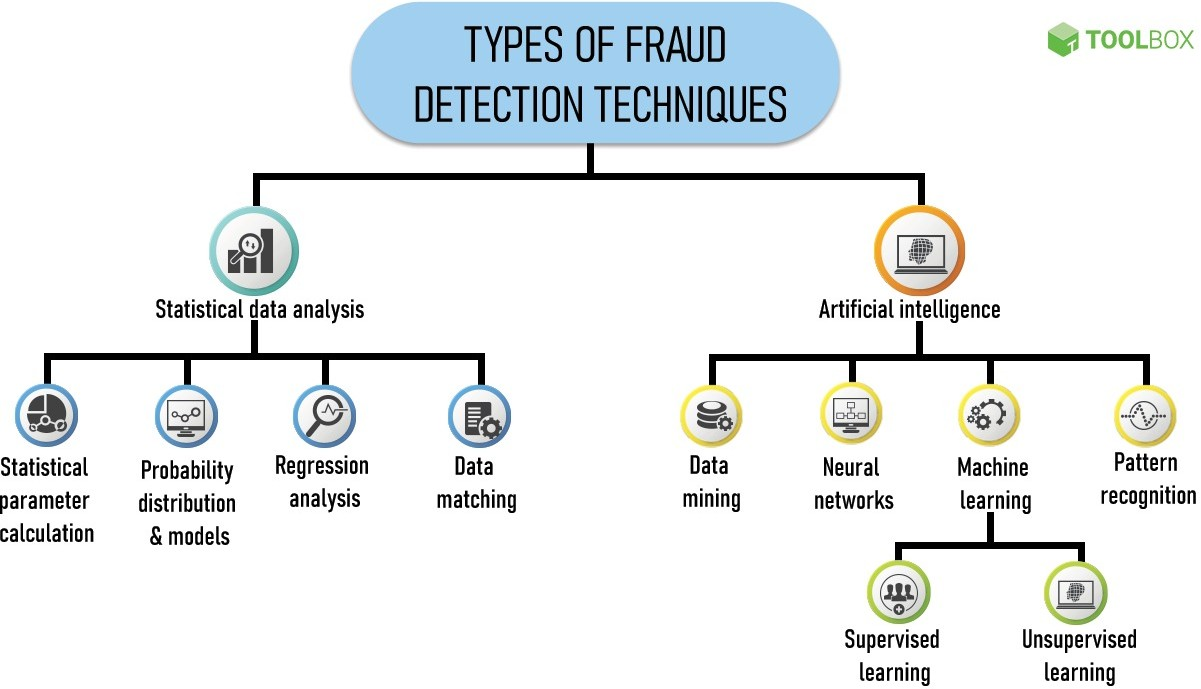 TYPES OF FRAUD
DETECTION TECHNIQUES
TOOLBOX
Statistical data analysis
Artificial intelligence
Statistical
parameter
calculation
Probability
distribution
& models
Regression
analysis
Data
matching
Data
mining
Neural
networks
Machine
learning
Pattern
recognition
Supervised
learning
Unsupervised
learning